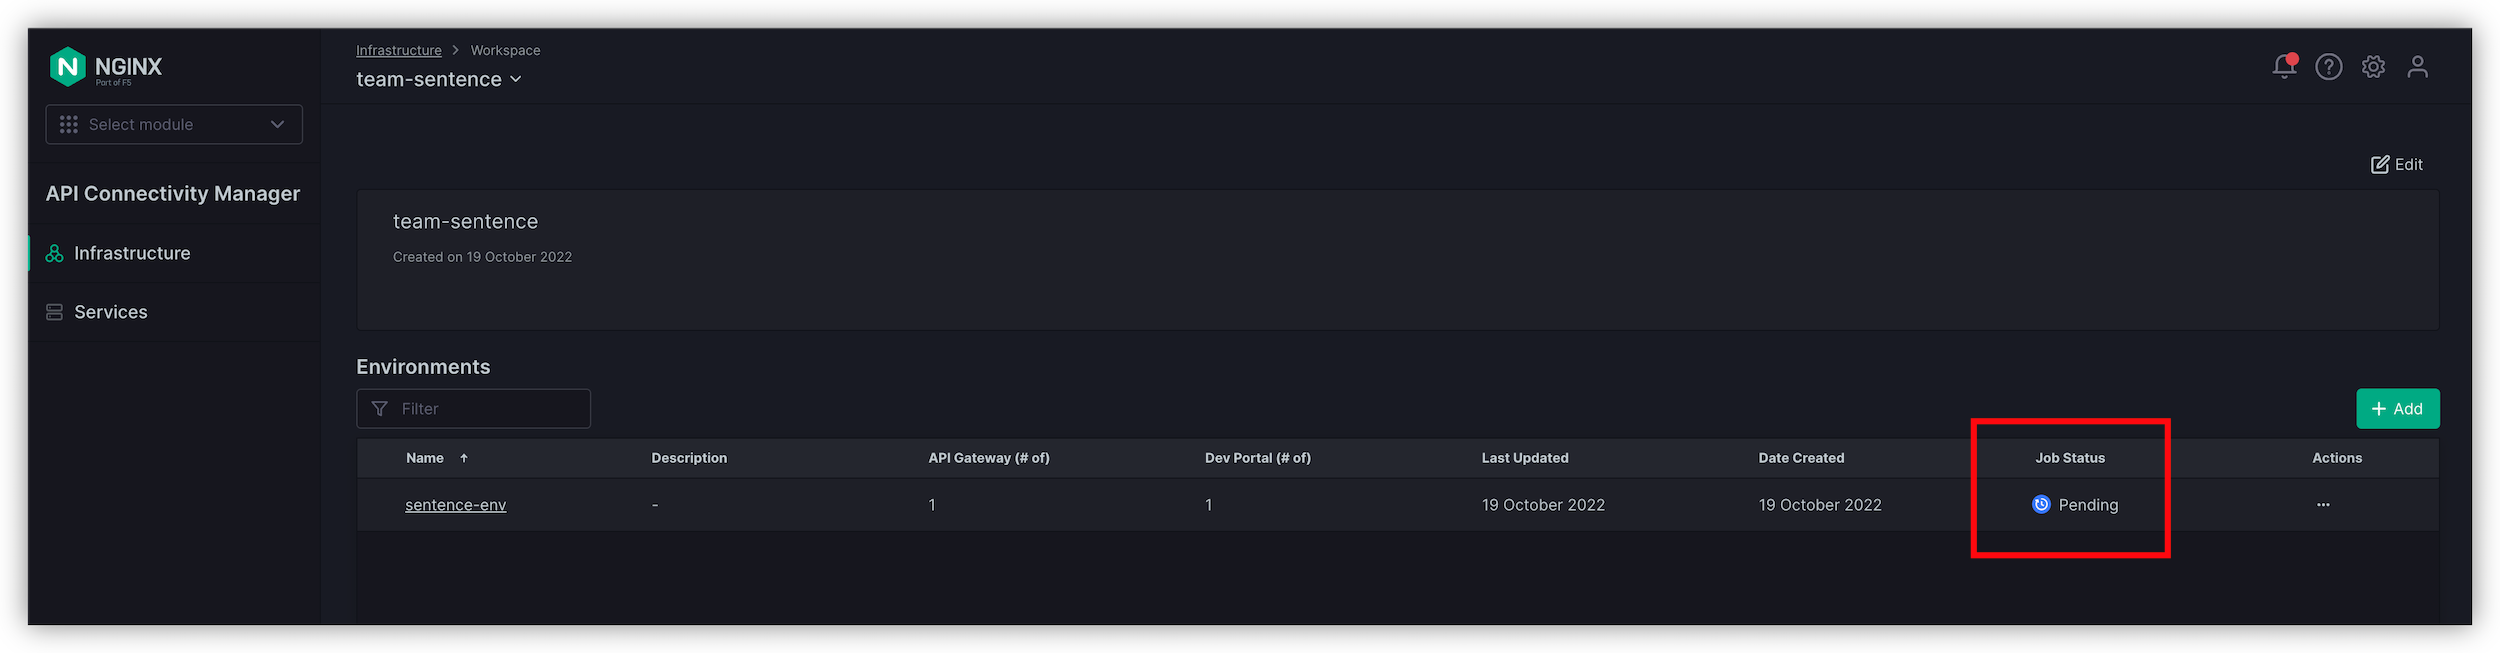 NGINX
Part of F5
Select module
API Connectivity Manager
Infrastructure
Services
Infrastructure > Workspace
team-sentence
Edit
team-sentence
Created on 19 October 2022
Environments
Filter
+ Add
Name ↑ Description API Gateway (# of) Dev Portal (# of) Last Updated Date Created Job Status Actions
sentence-env - 1 1 19 October 2022 19 October 2022 Pending ...